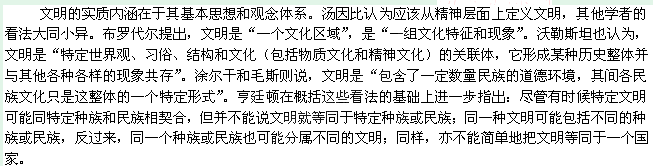 文明的实质内涵在于其基本思想和观念体系。汤因比认为应该从精神层面上定义文明，其他学者的
看法大同小异。布罗代尔提出，文明是“一个文化区域”，是“一组文化特征和现象”。沃勒斯坦也认为，
文明是“特定世界观、习俗、结构和文化（包括物质文化和精神文化）的关联体，它形成某种历史整体并
与其他各种各样的现象共存”。涂尔干和毛斯则说，文明是“包含了一定数量民族的道德环境，其间各民
族文化只是这整体的一个特定形式”。亨廷顿在概括这些看法的基础上进一步指出：尽管有时候特定文明
可能同特定种族和民族相契合，但并不能说文明就等同于特定种族或民族；同一种文明可能包括不同的种
族或民族，反过来，同一个种族或民族也可能分属不同的文明；同样，亦不能简单地把文明等同于一个国
家。